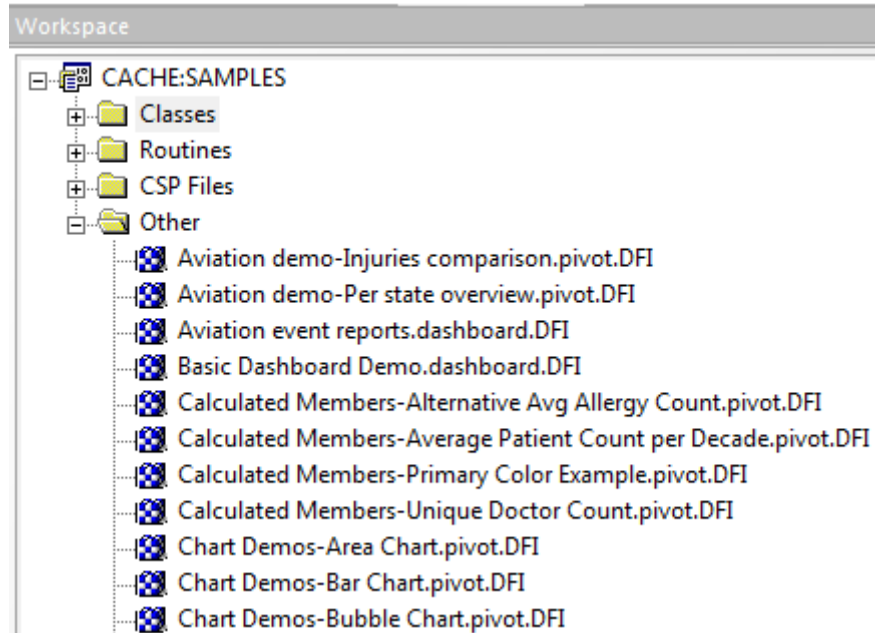 Workspace
CACHE:SAMPLES
Classes
Routines
CSP Files
Other
Aviation demo-Injuries comparison.pivot.DFI
Aviation demo-Per state overview.pivot.DFI
Aviation event reports.dashboard.DFI
Basic Dashboard Demo.dashboard.DFI
Calculated Members-Alternative Avg Allergy Count.pivot.DFI
Calculated Members-Average Patient Count per Decade.pivot.DFI
Calculated Members-Primary Color Example.pivot.DFI
Calculated Members-Unique Doctor Count.pivot.DFI
Chart Demos-Area Chart.pivot.DFI
Chart Demos-Bar Chart.pivot.DFI
Chart Demos-Bubble Chart.pivot.DFI